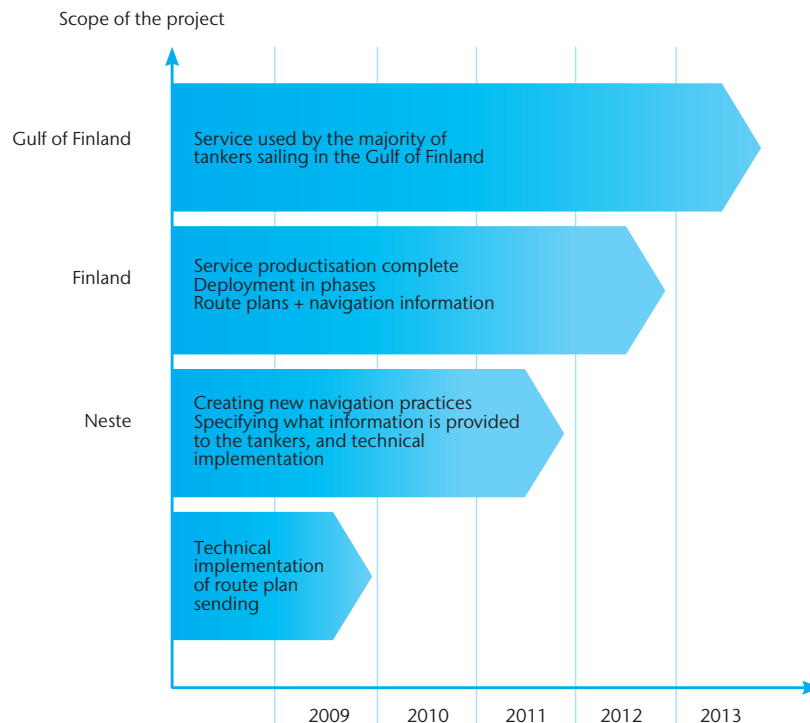 Scope of the project
Gulf of Finland
Service used by the majority of
tankers sailing in the Gulf of Finland
Finland
Service productisation complete
Deployment in phases
Route plans + navigation information
Neste
Creating new navigation practices
Specifying what information is provided
to the tankers, and technical
implementation
Technical
implementation
of route plan
sending
2009 2010 2011 2012 2013